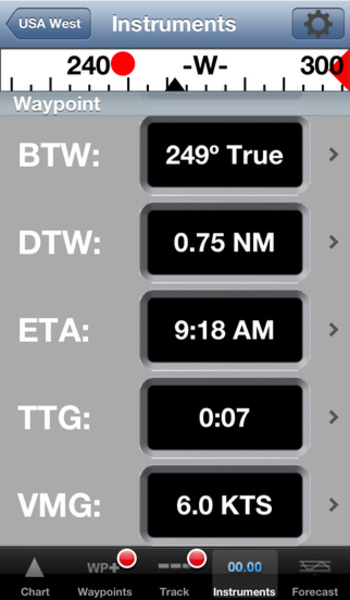 USA West Instruments
240 -W- 300
Waypoint
BTW: 249º True
DTW: 0.75 NM
ETA: 9:18 AM
TTG: 0:07
VMG: 6.0 KTS
WP+ 00.00
Chart Waypoints Track Instruments Forecast